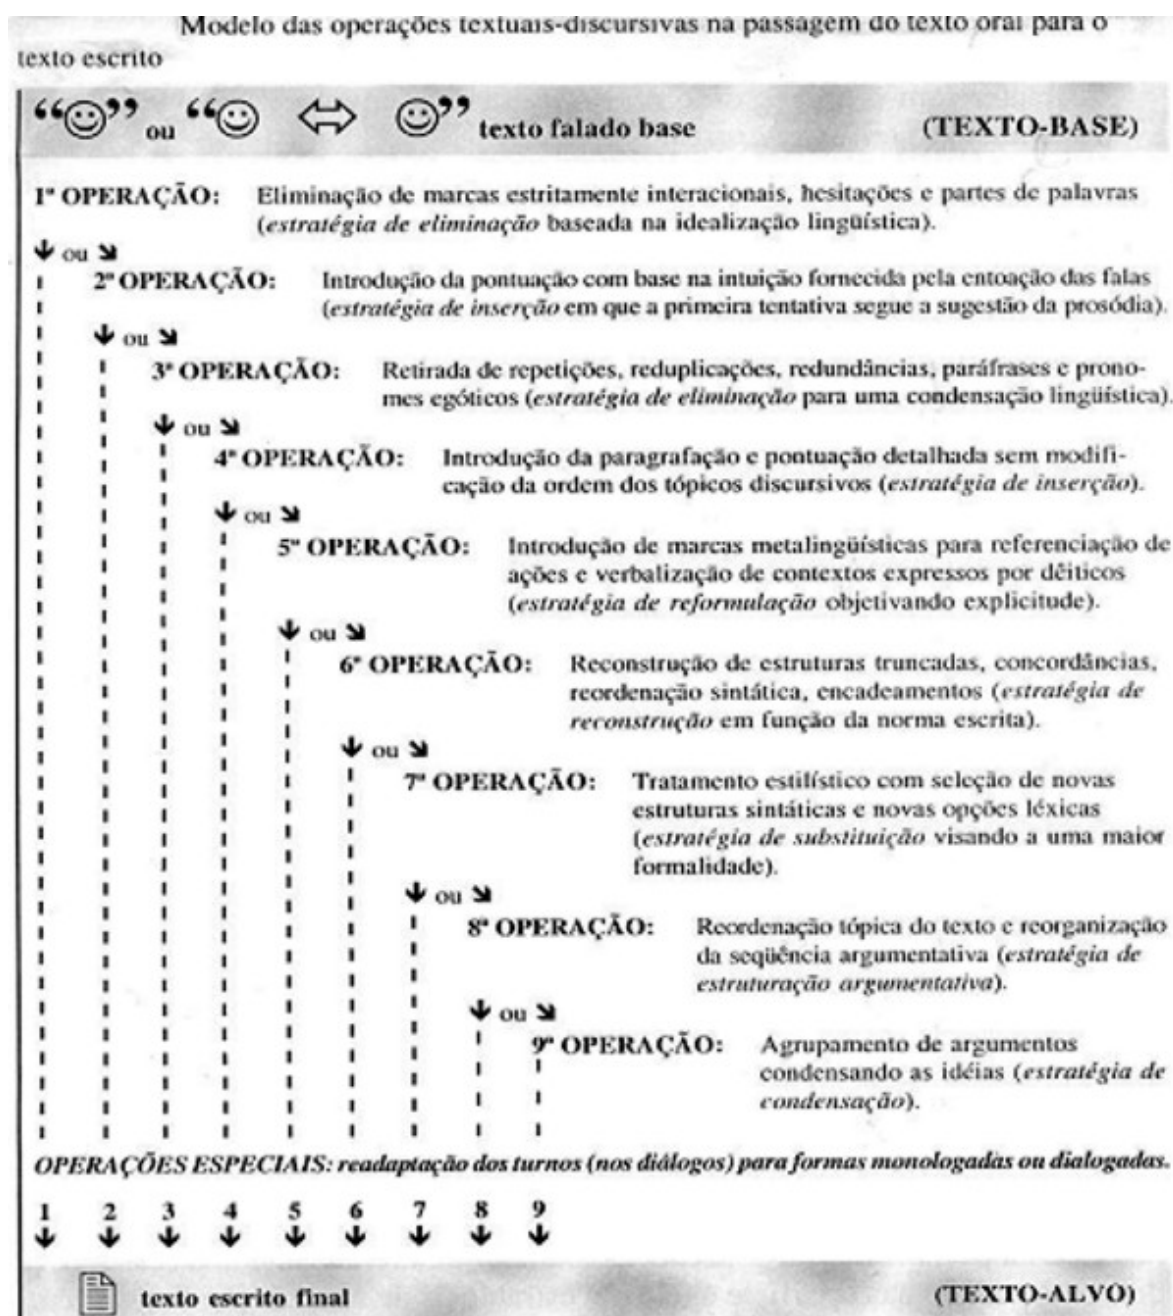 Modelo das operações textuais-discursivas na passagem do texto oral para o
texto escrito
“☺” ou “☺ ⇔ ☺” texto falado base (TEXTO-BASE)
1ª OPERAÇÃO: Eliminação de marcas estritamente interacionais, hesitações e partes de palavras
(estratégia de eliminação baseada na idealização lingüística).
ou
2ª OPERAÇÃO: Introdução da pontuação com base na intuição fornecida pela entoação das falas
(estratégia de inserção em que a primeira tentativa segue a sugestão da prosódia).
ou
3ª OPERAÇÃO: Retirada de repetições, reduplicações, redundâncias, paráfrases e prono-
mes egóticos (estratégia de eliminação para uma condensação lingüística).
ou
4ª OPERAÇÃO: Introdução da paragrafação e pontuação detalhada sem modifi-
cação da ordem dos tópicos discursivos (estratégia de inserção).
ou
5ª OPERAÇÃO: Introdução de marcas metalingüísticas para referenciação de
ações e verbalização de contextos expressos por dêiticos
(estratégia de reformulação objetivando explicitude).
ou
6ª OPERAÇÃO: Reconstrução de estruturas truncadas, concordâncias,
reordenação sintática, encadeamentos (estratégia de
reconstrução em função da norma escrita).
ou
7ª OPERAÇÃO: Tratamento estilístico com seleção de novas
estruturas sintáticas e novas opções léxicas
(estratégia de substituição visando a uma maior
formalidade).
ou
8ª OPERAÇÃO: Reordenação tópica do texto e reorganização
da seqüência argumentativa (estratégia de
estruturação argumentativa).
ou
9ª OPERAÇÃO: Agrupamento de argumentos
condensando as idéias (estratégia de
condensação).
OPERAÇÕES ESPECIAIS: readaptação dos turnos (nos diálogos) para formas monologadas ou dialogadas.
1 2 3 4 5 6 7 8 9
texto escrito final (TEXTO-ALVO)